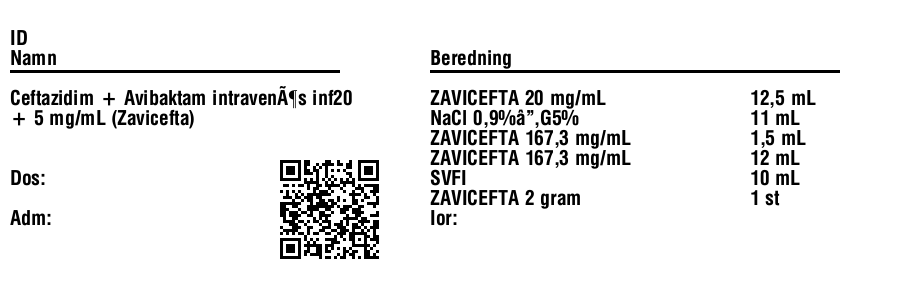 ID
Namn
Ceftazidim + Avibaktam intravenÃ¶s inf20
+ 5 mg/mL (Zavicefta)
Dos:
Adm:
Beredning
ZAVICEFTA 20 mg/mL 12,5 mL
NaCl 0,9%â”‚G5% 11 mL
ZAVICEFTA 167,3 mg/mL 1,5 mL
ZAVICEFTA 167,3 mg/mL 12 mL
SVFI 10 mL
ZAVICEFTA 2 gram 1 st
Ior: